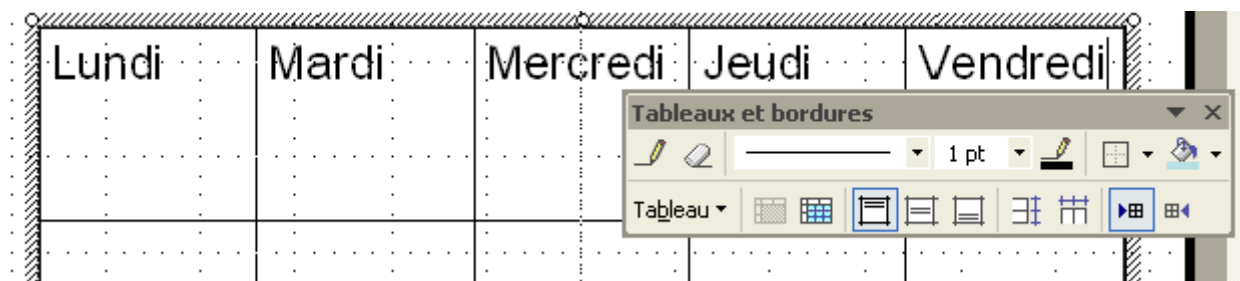 Lundi Mardi Mercredi Jeudi Vendredi
Tableaux et bordures
1 pt
Tableau